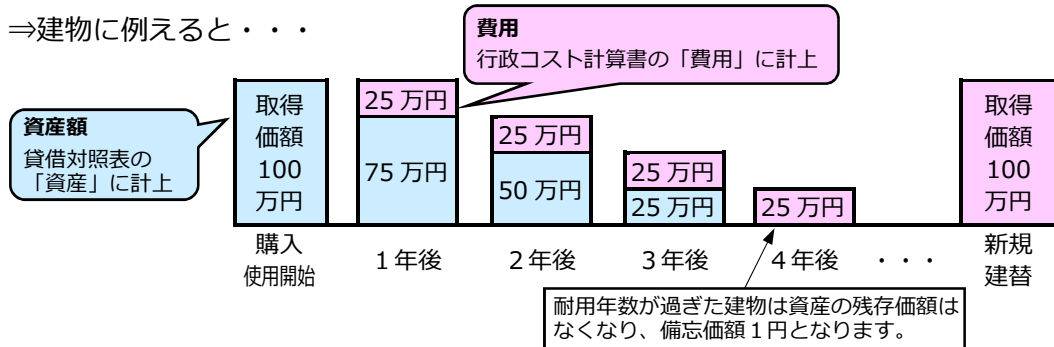 ⇒建物に例えると・・・
費用
行政コスト計算書の「費用」に計上
資産額
貸借対照表の
「資産」に計上
取得
価額
100
万円
25 万円
75 万円
25 万円
50 万円
25 万円
25 万円
25 万円
取得
価額
100
万円
購入
使用開始
１年後
２年後
３年後
４年後
・・・
新規
建替
耐用年数が過ぎた建物は資産の残存価額は
なくなり、備忘価額１円となります。